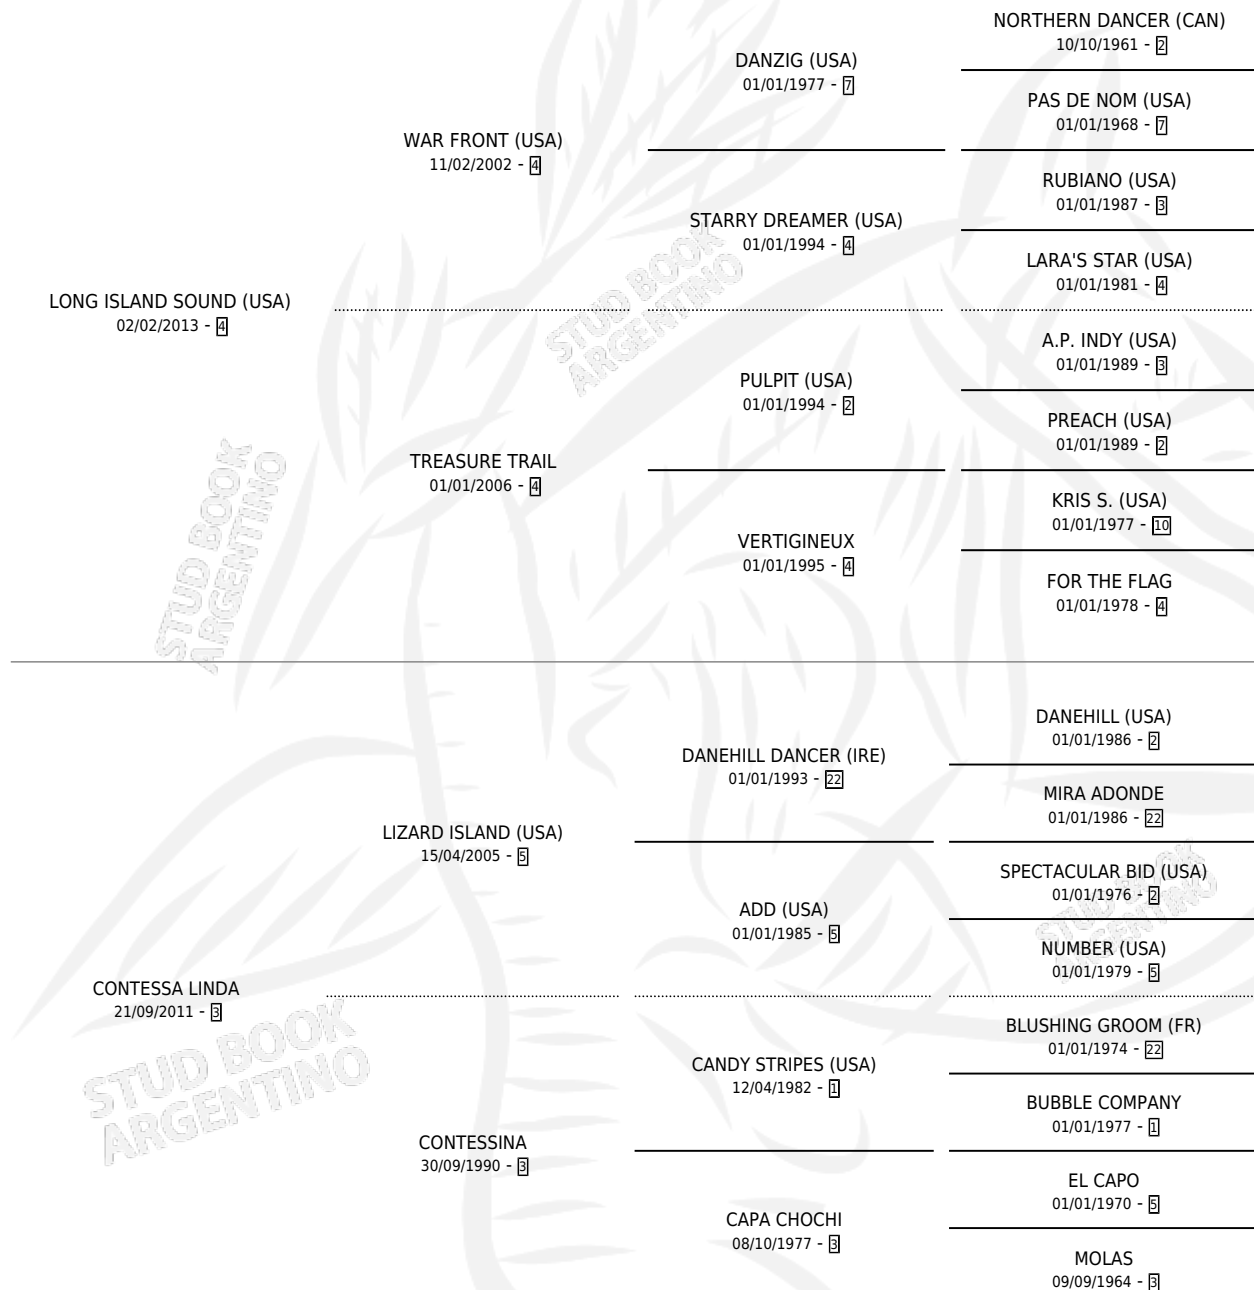 NORTHERN DANCER (CAN)
10/10/1961 - 2
DANZIG (USA)
01/01/1977 - 7
PAS DE NOM (USA)
01/01/1968 - 7
WAR FRONT (USA)
11/02/2002 - 4
RUBIANO (USA)
01/01/1987 - 3
STARRY DREAMER (USA)
01/01/1994 - 4
LARA'S STAR (USA)
01/01/1981 - 4
LONG ISLAND SOUND (USA)
02/02/2013 - 4
A.P. INDY (USA)
01/01/1989 - 3
PULPIT (USA)
01/01/1994 - 2
PREACH (USA)
01/01/1989 - 2
TREASURE TRAIL
01/01/2006 - 4
KRIS S. (USA)
01/01/1977 - 10
VERTIGINEUX
01/01/1995 - 4
FOR THE FLAG
01/01/1978 - 4
DANEHILL (USA)
01/01/1986 - 2
DANEHILL DANCER (IRE)
01/01/1993 - 22
MIRA ADONDE
01/01/1986 - 22
LIZARD ISLAND (USA)
15/04/2005 - 5
SPECTACULAR BID (USA)
01/01/1976 - 2
ADD (USA)
01/01/1985 - 5
NUMBER (USA)
01/01/1979 - 5
CONTESSA LINDA
21/09/2011 - 3
BLUSHING GROOM (FR)
01/01/1974 - 22
CANDY STRIPES (USA)
12/04/1982 - 1
BUBBLE COMPANY
01/01/1977 - 1
CONTESSINA
30/09/1990 - 3
EL CAPO
01/01/1970 - 5
CAPA CHOCHI
08/10/1977 - 3
MOLAS
09/09/1964 - 3
STUD BOOK
ARGENTINO
STUD BOOK
ARGENTINO
STUD BOOK
ARGENTINO
STUD BOOK
ARGENTINO